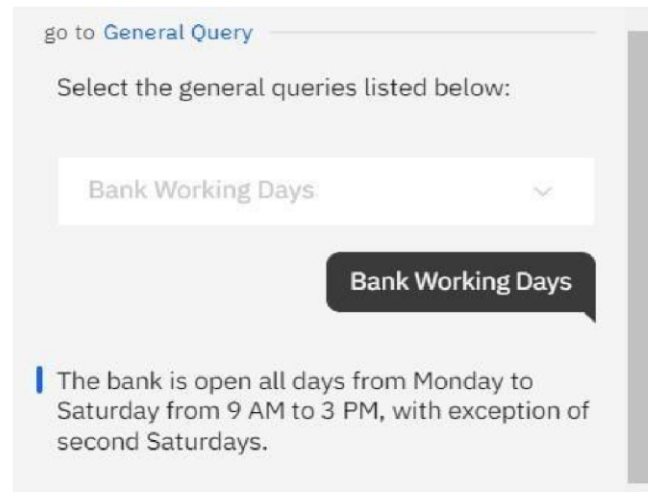 go to General Query
Select the general queries listed below:
Bank Working Days
Bank Working Days
The bank is open all days from Monday to
Saturday from 9 AM to 3 PM, with exception of
second Saturdays.